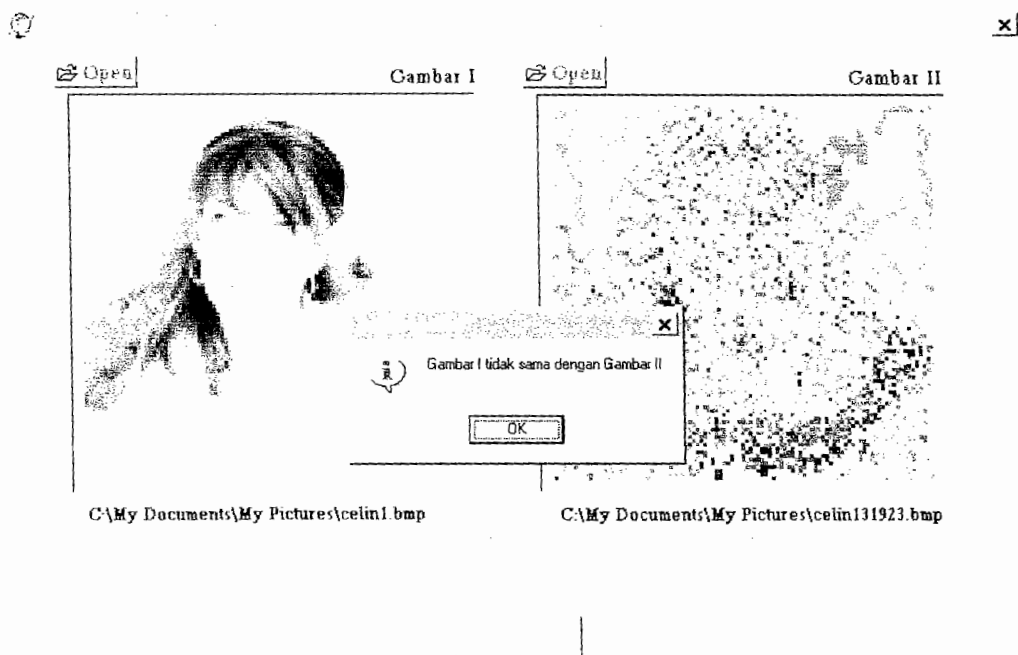 Open
Gambar I
Open
Gambar II
Gambar I tidak sama dengan Gambar II
OK
C:\My Documents\My Pictures\celin1.bmp
C:\My Documents\My Pictures\celin131923.bmp